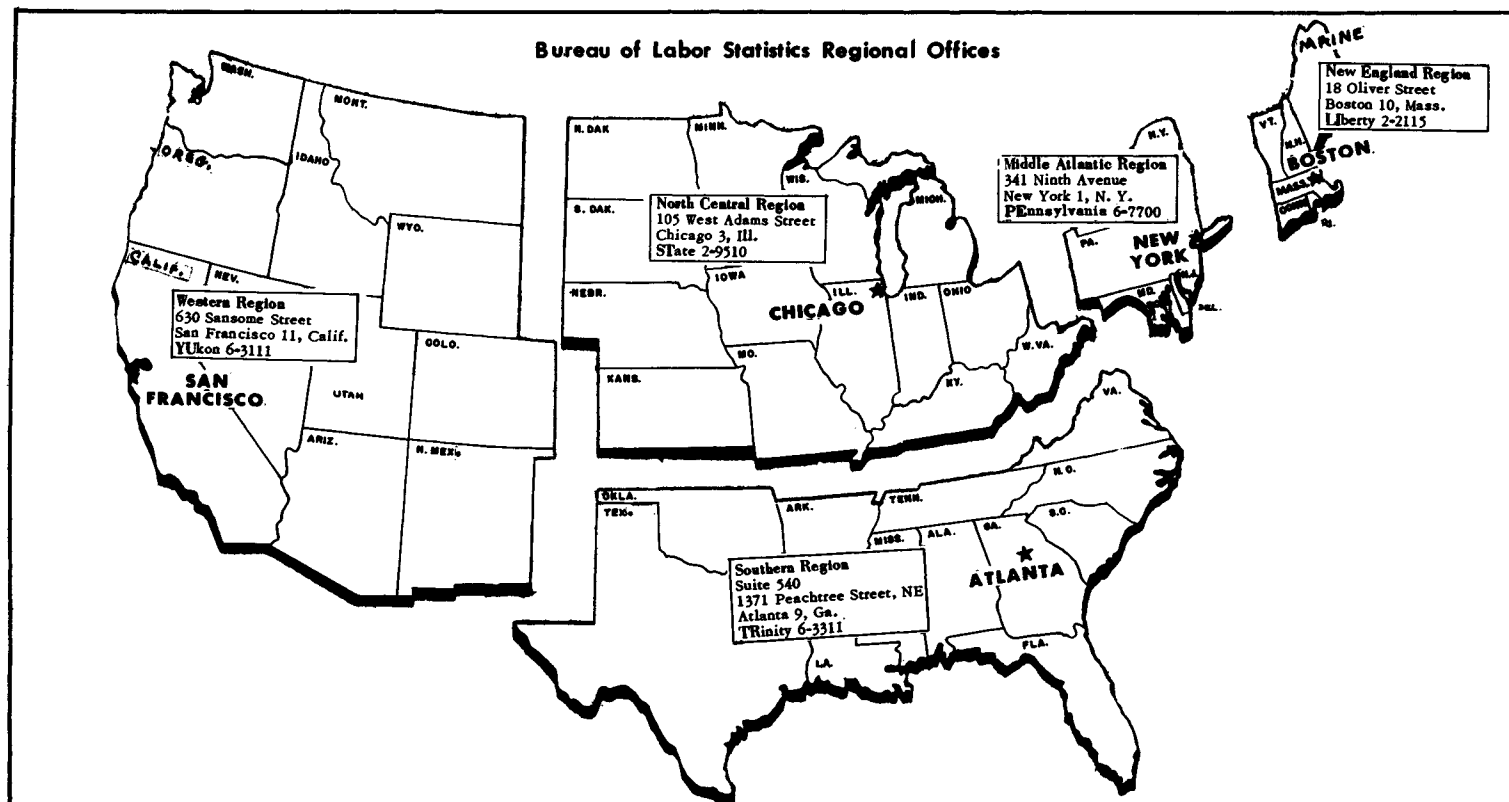 Bureau of Labor Statistics Regional Offices
MAINE
New England Region
18 Oliver Street
Boston 10, Mass.
LIberty 2-2115
VT.
N.H.
BOSTON
MASS.
CONN.
R.I.
N.Y.
Middle Atlantic Region
341 Ninth Avenue
New York 1, N. Y.
PEnnsylvania 6-7700
PA.
NEW
YORK
N.J.
MD.
DEL.
WASH.
MONT.
OREG.
IDAHO
WYO.
CALIF.
NEV.
Western Region
630 Sansome Street
San Francisco 11, Calif.
YUkon 6-3111
SAN
FRANCISCO
COLO.
UTAH
ARIZ.
N. MEX.
N. DAK
MINN.
WIS.
MICH.
S. DAK.
North Central Region
105 West Adams Street
Chicago 3, Ill.
STate 2-9510
IOWA
NEBR.
ILL.
IND.
OHIO
CHICAGO
MO.
W. VA.
KANS.
KY.
VA.
OKLA.
TEX.
ARK.
TENN.
N. C.
S.C.
MISS.
ALA.
GA.
Southern Region
Suite 540
1371 Peachtree Street, NE
Atlanta 9, Ga.
TRinity 6-3311
ATLANTA
LA.
FLA.